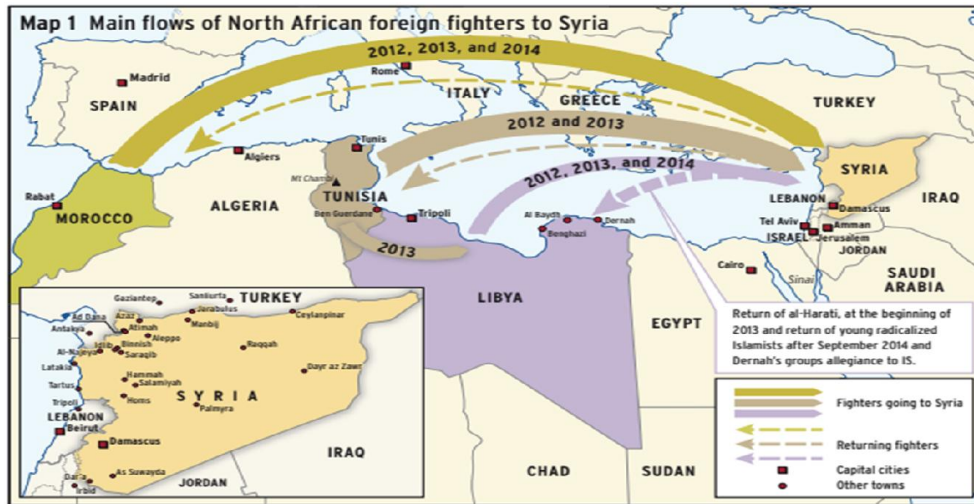 Map 1 Main flows of North African foreign fighters to Syria
2012, 2013, and 2014
Madrid
SPAIN
Rome
ITALY
GREECE
TURKEY
2012 and 2013
Algiers
Tunis
2012, 2013, and 2014
SYRIA
Mt Chambi
TUNISIA
Rabat
MOROCCO
ALGERIA
Ben Guerdane
Tripoli
Al Baydh
Dernah
Benghazi
LEBANON
Damascus
IRAQ
Tel Aviv
Amman
ISRAEL
Jerusalem
JORDAN
2013
Cairo
Sinai
SAUDI
ARABIA
LIBYA
EGYPT
Return of al-Harati, at the beginning of
2013 and return of young radicalized
Islamists after September 2014 and
Dernah's groups allegiance to IS.
Gaziantep
TURKEY
Azaz
Jerabulus
Ceylanpinar
Ad Dana
Atimah
Manbij
Antakya
Aleppo
Idlib
Binnish
Saraqib
Raqqah
Al-Najeya
Latakia
Dayr az Zawr
Hammah
Salamiyah
Tartus
Homs
SYRIA
Palmyra
Tripoli
LEBANON
Beirut
Damascus
IRAQ
As Suwayda
Dar'a
Irbid
JORDAN
CHAD
SUDAN
Fighters going to Syria
Returning fighters
Capital cities
Other towns